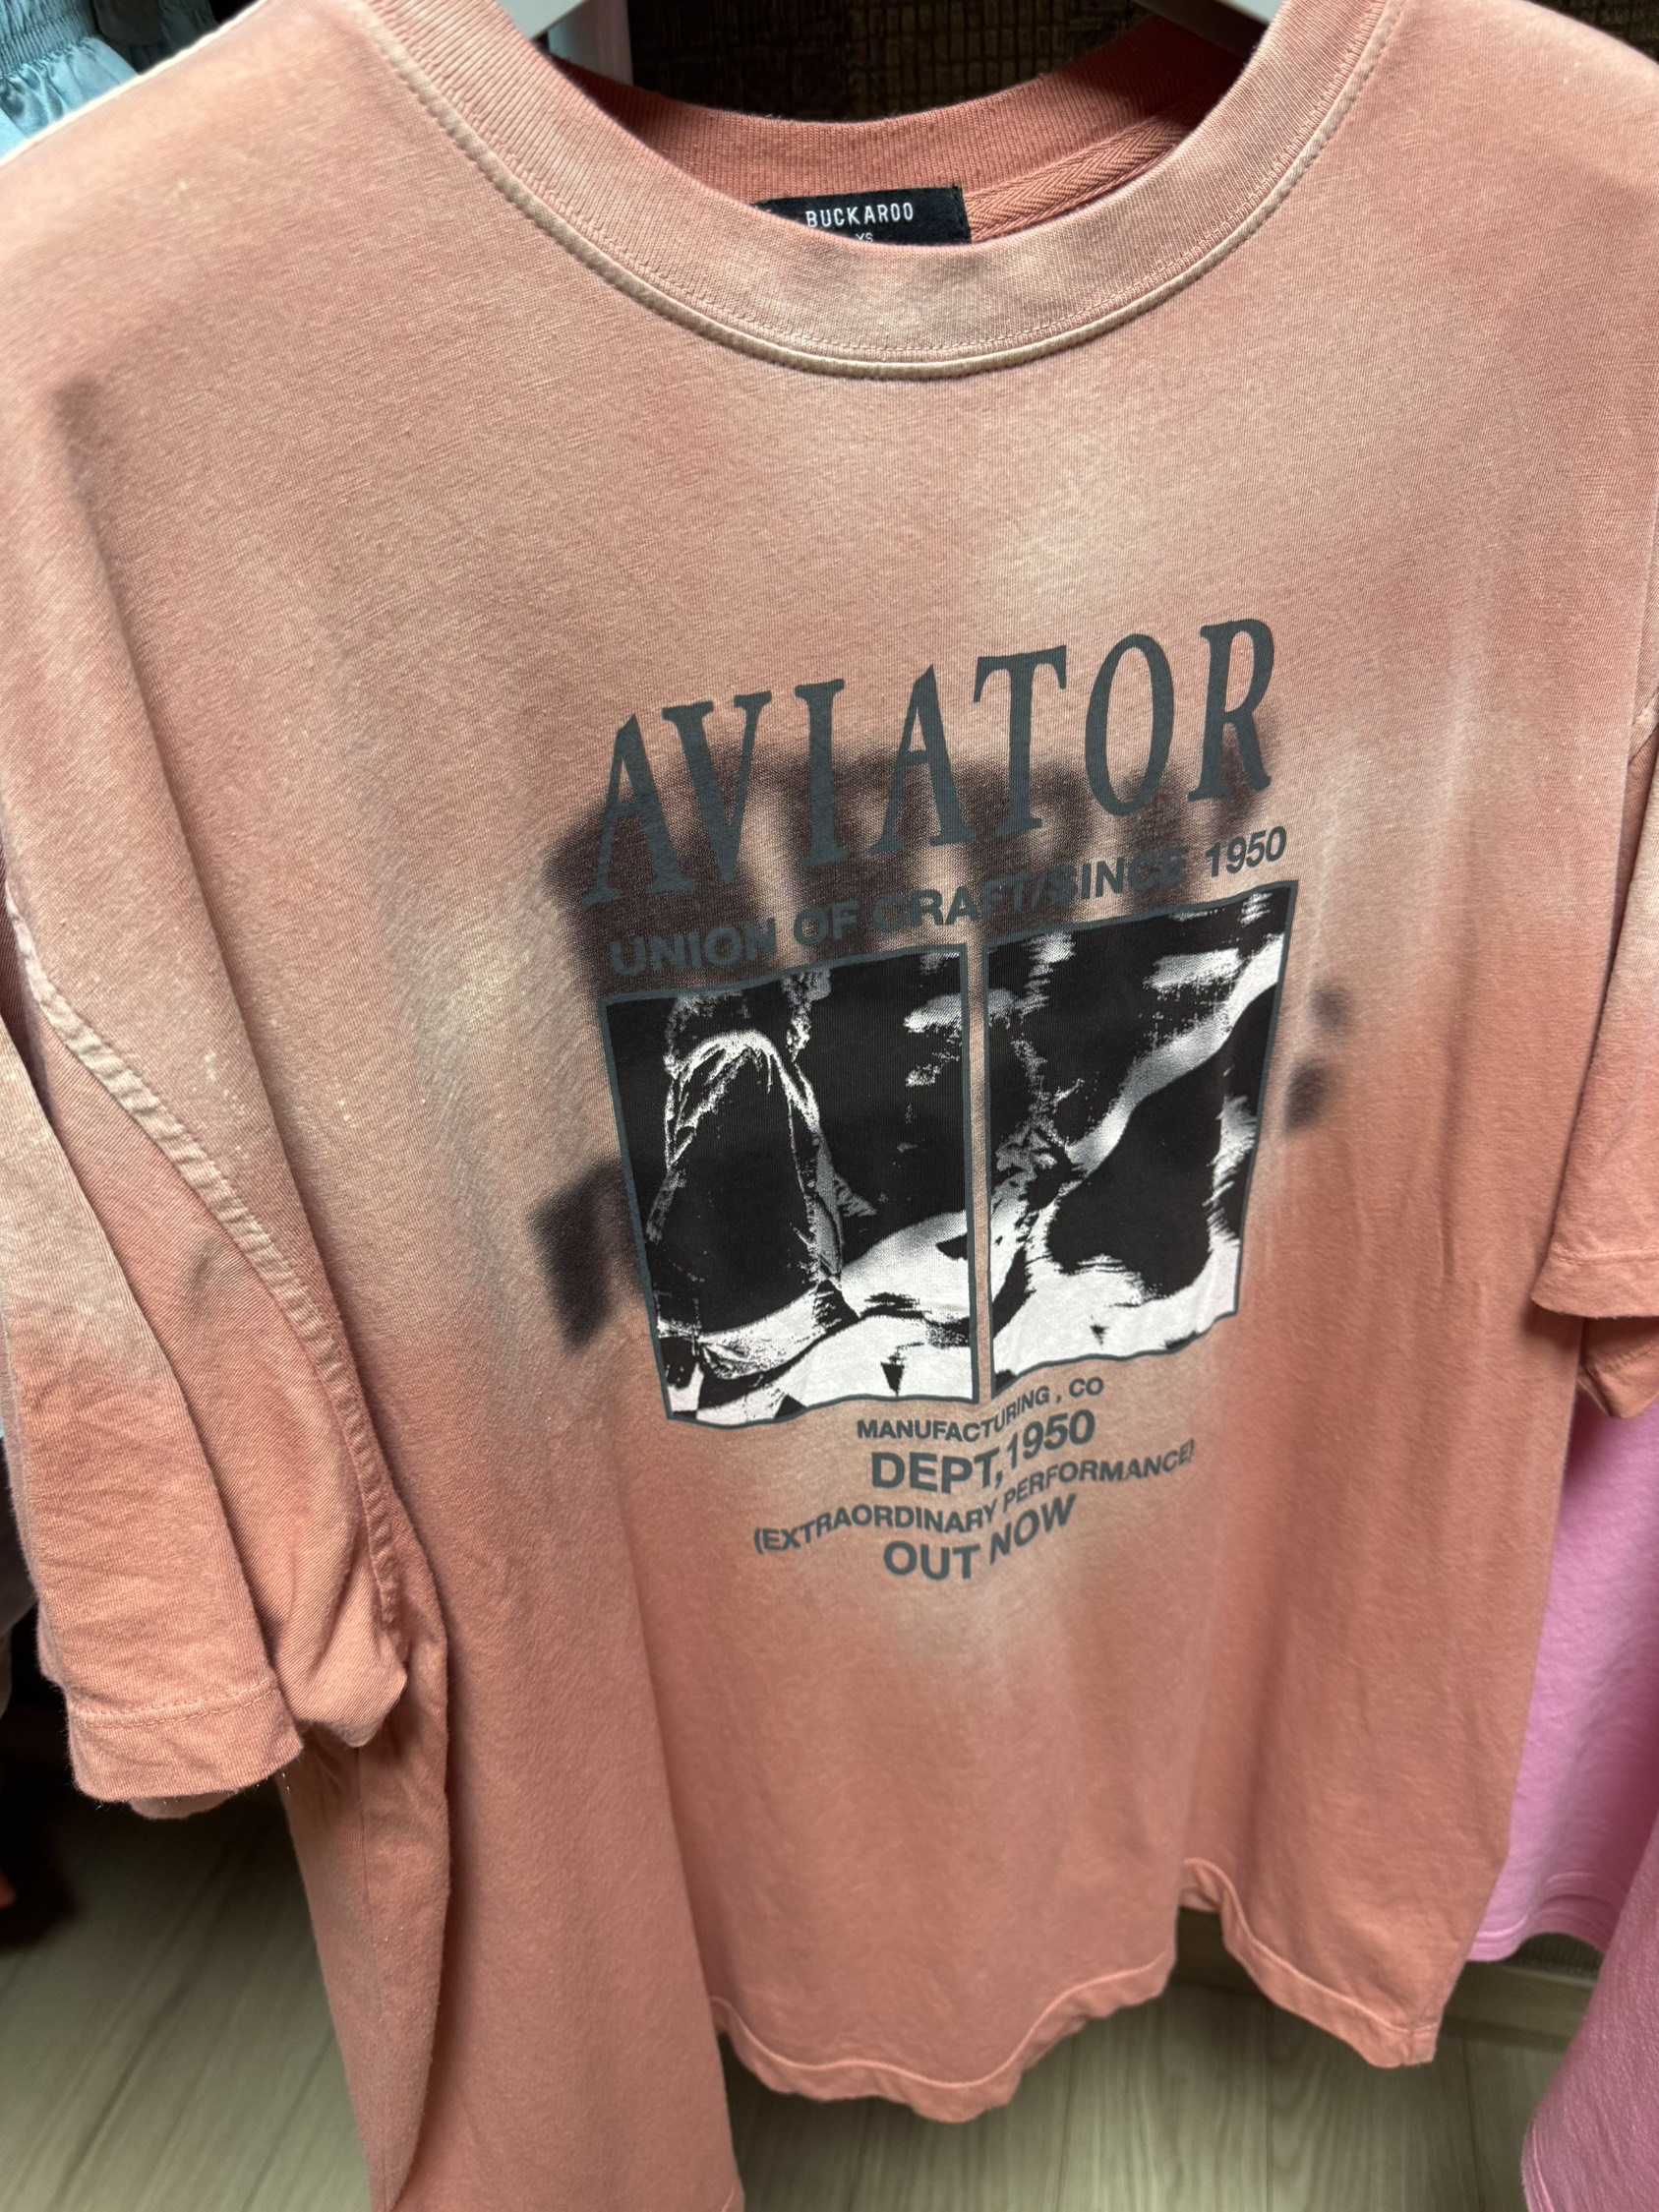 BUCKAROO
XS
AVIATOR
UNION OF CRAFT/SINCE 1950
MANUFACTURING , CO
DEPT,1950
(EXTRAORDINARY PERFORMANCE)
OUT NOW